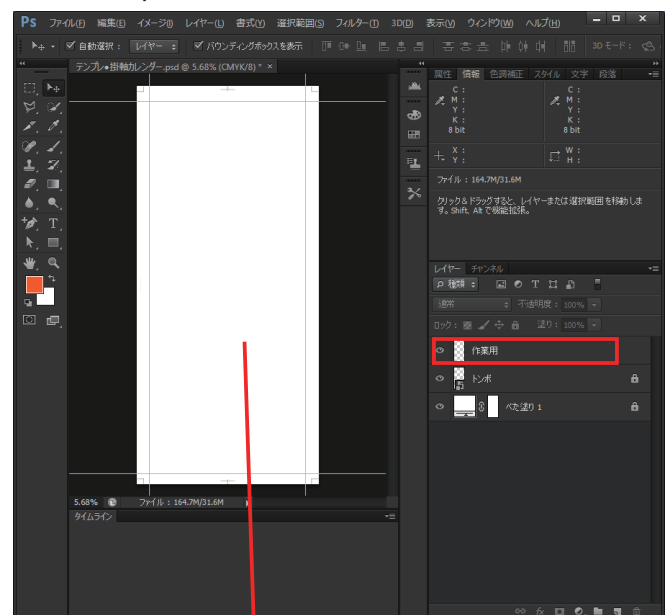 Ps ファイル(F) 編集(E) イメージ(I) レイヤー(L) 書式(Y) 選択範囲(S) フィルター(T) 3D(D) 表示(V) ウィンドウ(W) ヘルプ(H)
自動選択： レイヤー バウンディングボックスを表示 3D モード：
テンプレ●掛軸カレンダー.psd @ 5.68% (CMYK/8) * ×
属性 情報 色調補正 スタイル 文字 段落
C : C :
M : M :
Y : Y :
K : K :
8 bit 8 bit
X : W :
Y : H :
ファイル : 164.7M/31.6M
クリック＆ドラッグすると、レイヤーまたは選択範囲を移動しま
す。Shift、Alt で機能拡張。
レイヤー チャンネル
種類
通常 不透明度： 100%
ロック： 塗り： 100%
作業用
トンボ
べた塗り 1
5.68% ファイル : 164.7M/31.6M
タイムライン